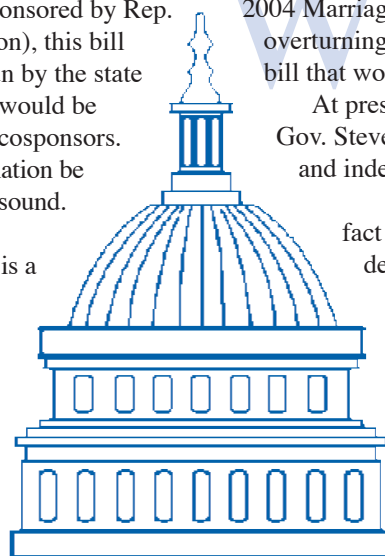 onsored by Rep.
on), this bill
n by the state
would be
cosponsors.
ation be
sound.
is a
2004 Marriag
overturning
bill that wo
At pres
Gov. Steve
and inde
fact
de
W